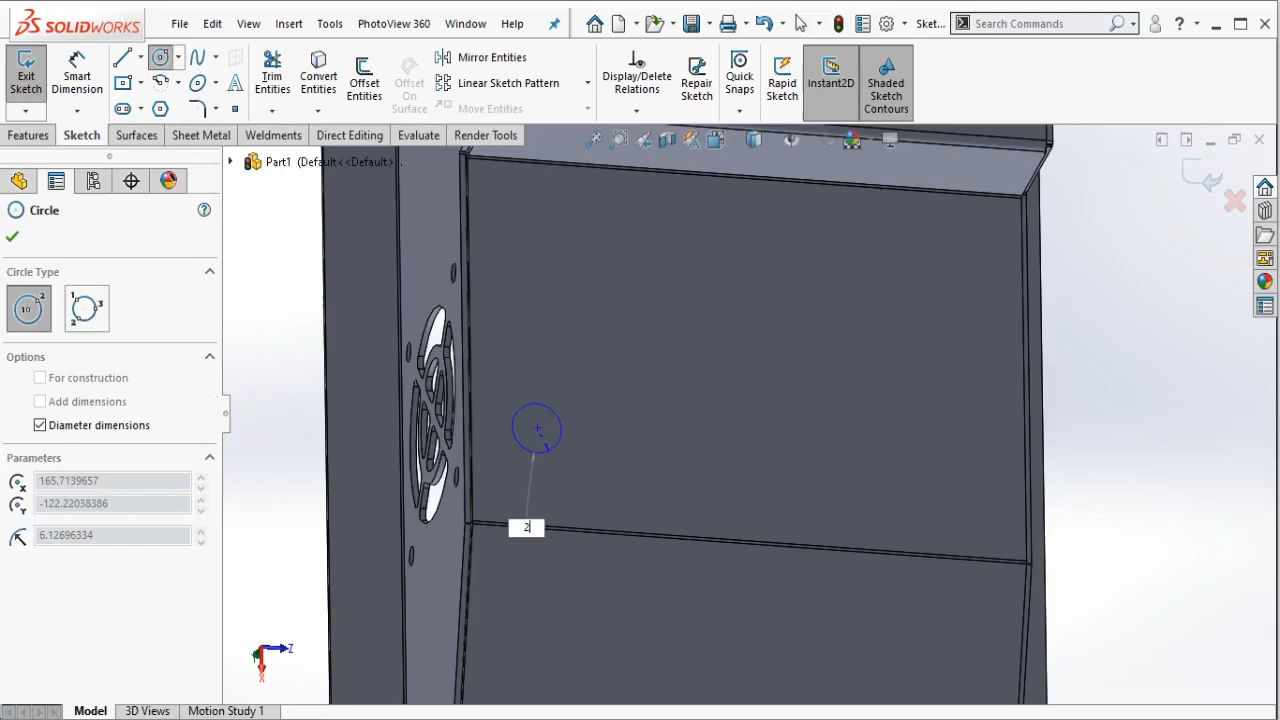 SOLIDWORKS File Edit View Insert Tools PhotoView 360 Window Help Sket... Search Commands ?
Exit Sketch
Smart Dimension
Trim Entities
Convert Entities
Offset Entities
Offset On Surface
Mirror Entities
Linear Sketch Pattern
Move Entities
Display/Delete Relations
Repair Sketch
Quick Snaps
Rapid Sketch
Instant2D
Shaded Sketch Contours
Features Sketch Surfaces Sheet Metal Weldments Direct Editing Evaluate Render Tools
Part1 (Default<<Default>...
Circle
Circle Type
Options
For construction
Add dimensions
Diameter dimensions
Parameters
165.7139657
-122.22038386
6.12696334
2
Z
X
Model 3D Views Motion Study 1